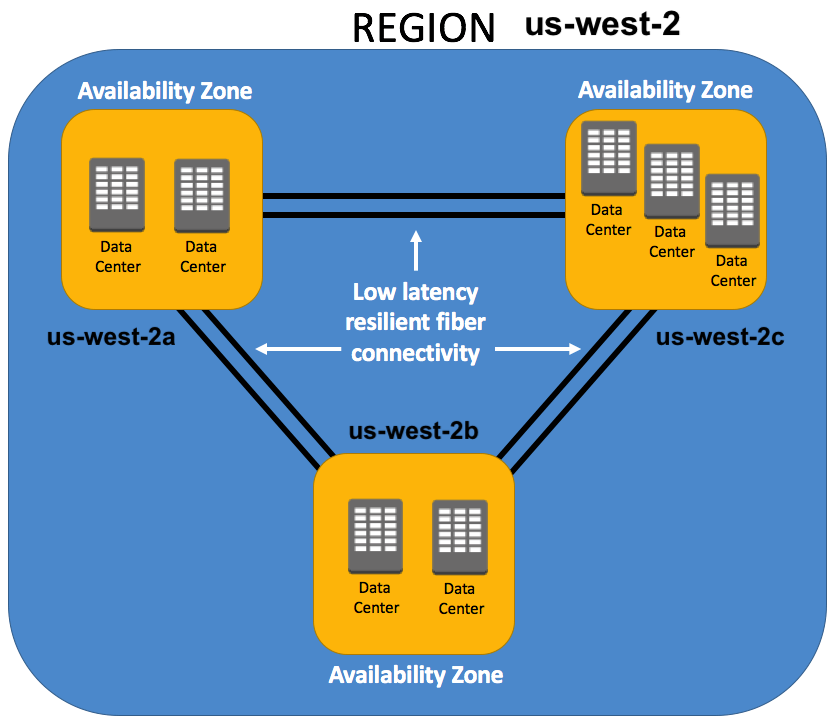 REGION us-west-2
Availability Zone
Availability Zone
Data
Center
Data
Center
Data
Center
Data
Center
Data
Center
Low latency
resilient fiber
connectivity
us-west-2a
us-west-2c
us-west-2b
Data
Center
Data
Center
Availability Zone